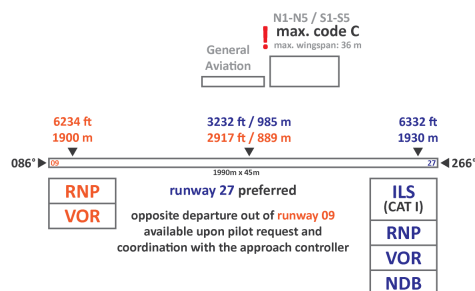 N1-N5 / S1-S5
! max. code C
max. wingspan: 36 m
General
Aviation
6234 ft
1900 m
3232 ft / 985 m
2917 ft / 889 m
6332 ft
1930 m
086°
09
27
266°
1990m x 45m
RNP
VOR
runway 27 preferred
opposite departure out of runway 09
available upon pilot request and
coordination with the approach controller
ILS
(CAT I)
RNP
VOR
NDB